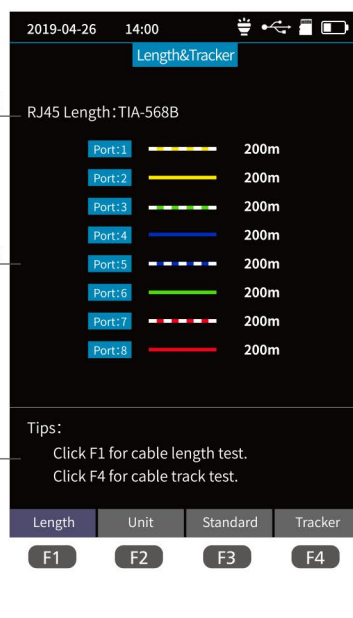 2019-04-26 14:00
Length&Tracker
RJ45 Length:TIA-568B
Port:1 200m
Port:2 200m
Port:3 200m
Port:4 200m
Port:5 200m
Port:6 200m
Port:7 200m
Port:8 200m
Tips:
Click F1 for cable length test.
Click F4 for cable track test.
Length Unit Standard Tracker
F1 F2 F3 F4